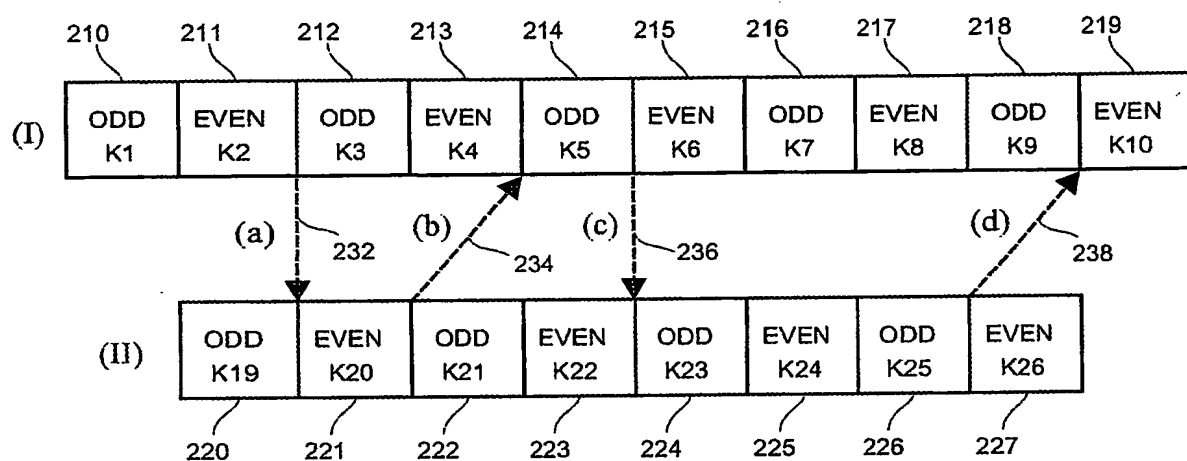 210 211 212 213 214 215 216 217 218 219
(I) ODD EVEN ODD EVEN ODD EVEN ODD EVEN ODD EVEN
K1 K2 K3 K4 K5 K6 K7 K8 K9 K10
(a) 232 (b) 234 (c) 236 (d) 238
(II) ODD EVEN ODD EVEN ODD EVEN ODD EVEN
K19 K20 K21 K22 K23 K24 K25 K26
220 221 222 223 224 225 226 227